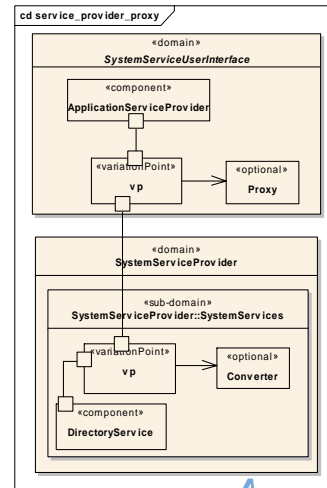 cd service_provider_proxy
«domain»
SystemServiceUserInterface
«component»
ApplicationServiceProvider
«variationPoint»
vp
«optional»
Proxy
«domain»
SystemServiceProvider
«sub-domain»
SystemServiceProvider::SystemServices
«variationPoint»
vp
«optional»
Converter
«component»
DirectoryService